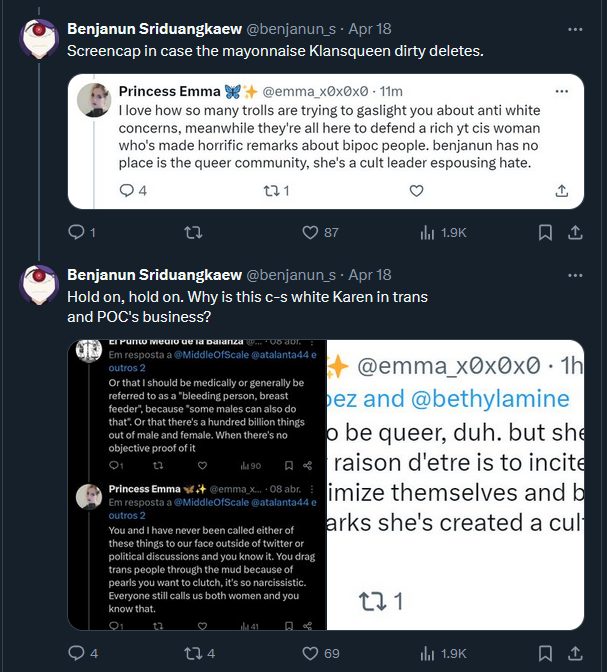 Benjanun Sriduangkaew @benjanun_s · Apr 18
Screencap in case the mayonnaise Klansqueen dirty deletes.
Princess Emma 🦋✨ @emma_x0x0x0 · 11m
I love how so many trolls are trying to gaslight you about anti white
concerns, meanwhile they're all here to defend a rich yt cis woman
who's made horrific remarks about bipoc people. benjanun has no
place is the queer community, she's a cult leader espousing hate.
4 1
1 87 1.9K
Benjanun Sriduangkaew @benjanun_s · Apr 18
Hold on, hold on. Why is this c-s white Karen in trans
and POC's business?
El Punto Medio de la Balanza @... · 08 abr.
Em resposta a @MiddleOfScale @atalanta44 e
outros 2
Or that I should be medically or generally be
referred to as a "bleeding person, breast
feeder", because "some males can also do
that". Or that there's a hundred billion things
out of male and female. When there's no
objective proof of it
1 90
Princess Emma 🦋✨ @emma_x... · 08 abr.
Em resposta a @MiddleOfScale @atalanta44 e
outros 2
You and I have never been called either of
these things to our face outside of twitter or
political discussions and you know it. You drag
trans people through the mud because of
pearls you want to clutch, it's so narcissistic.
Everyone still calls us both women and you
know that.
1 41
✨ @emma_x0x0x0 · 1h
pez and @bethylamine
o be queer, duh. but she
raison d'etre is to incite
imize themselves and b
arks she's created a cul
1
4 4 69 1.9K